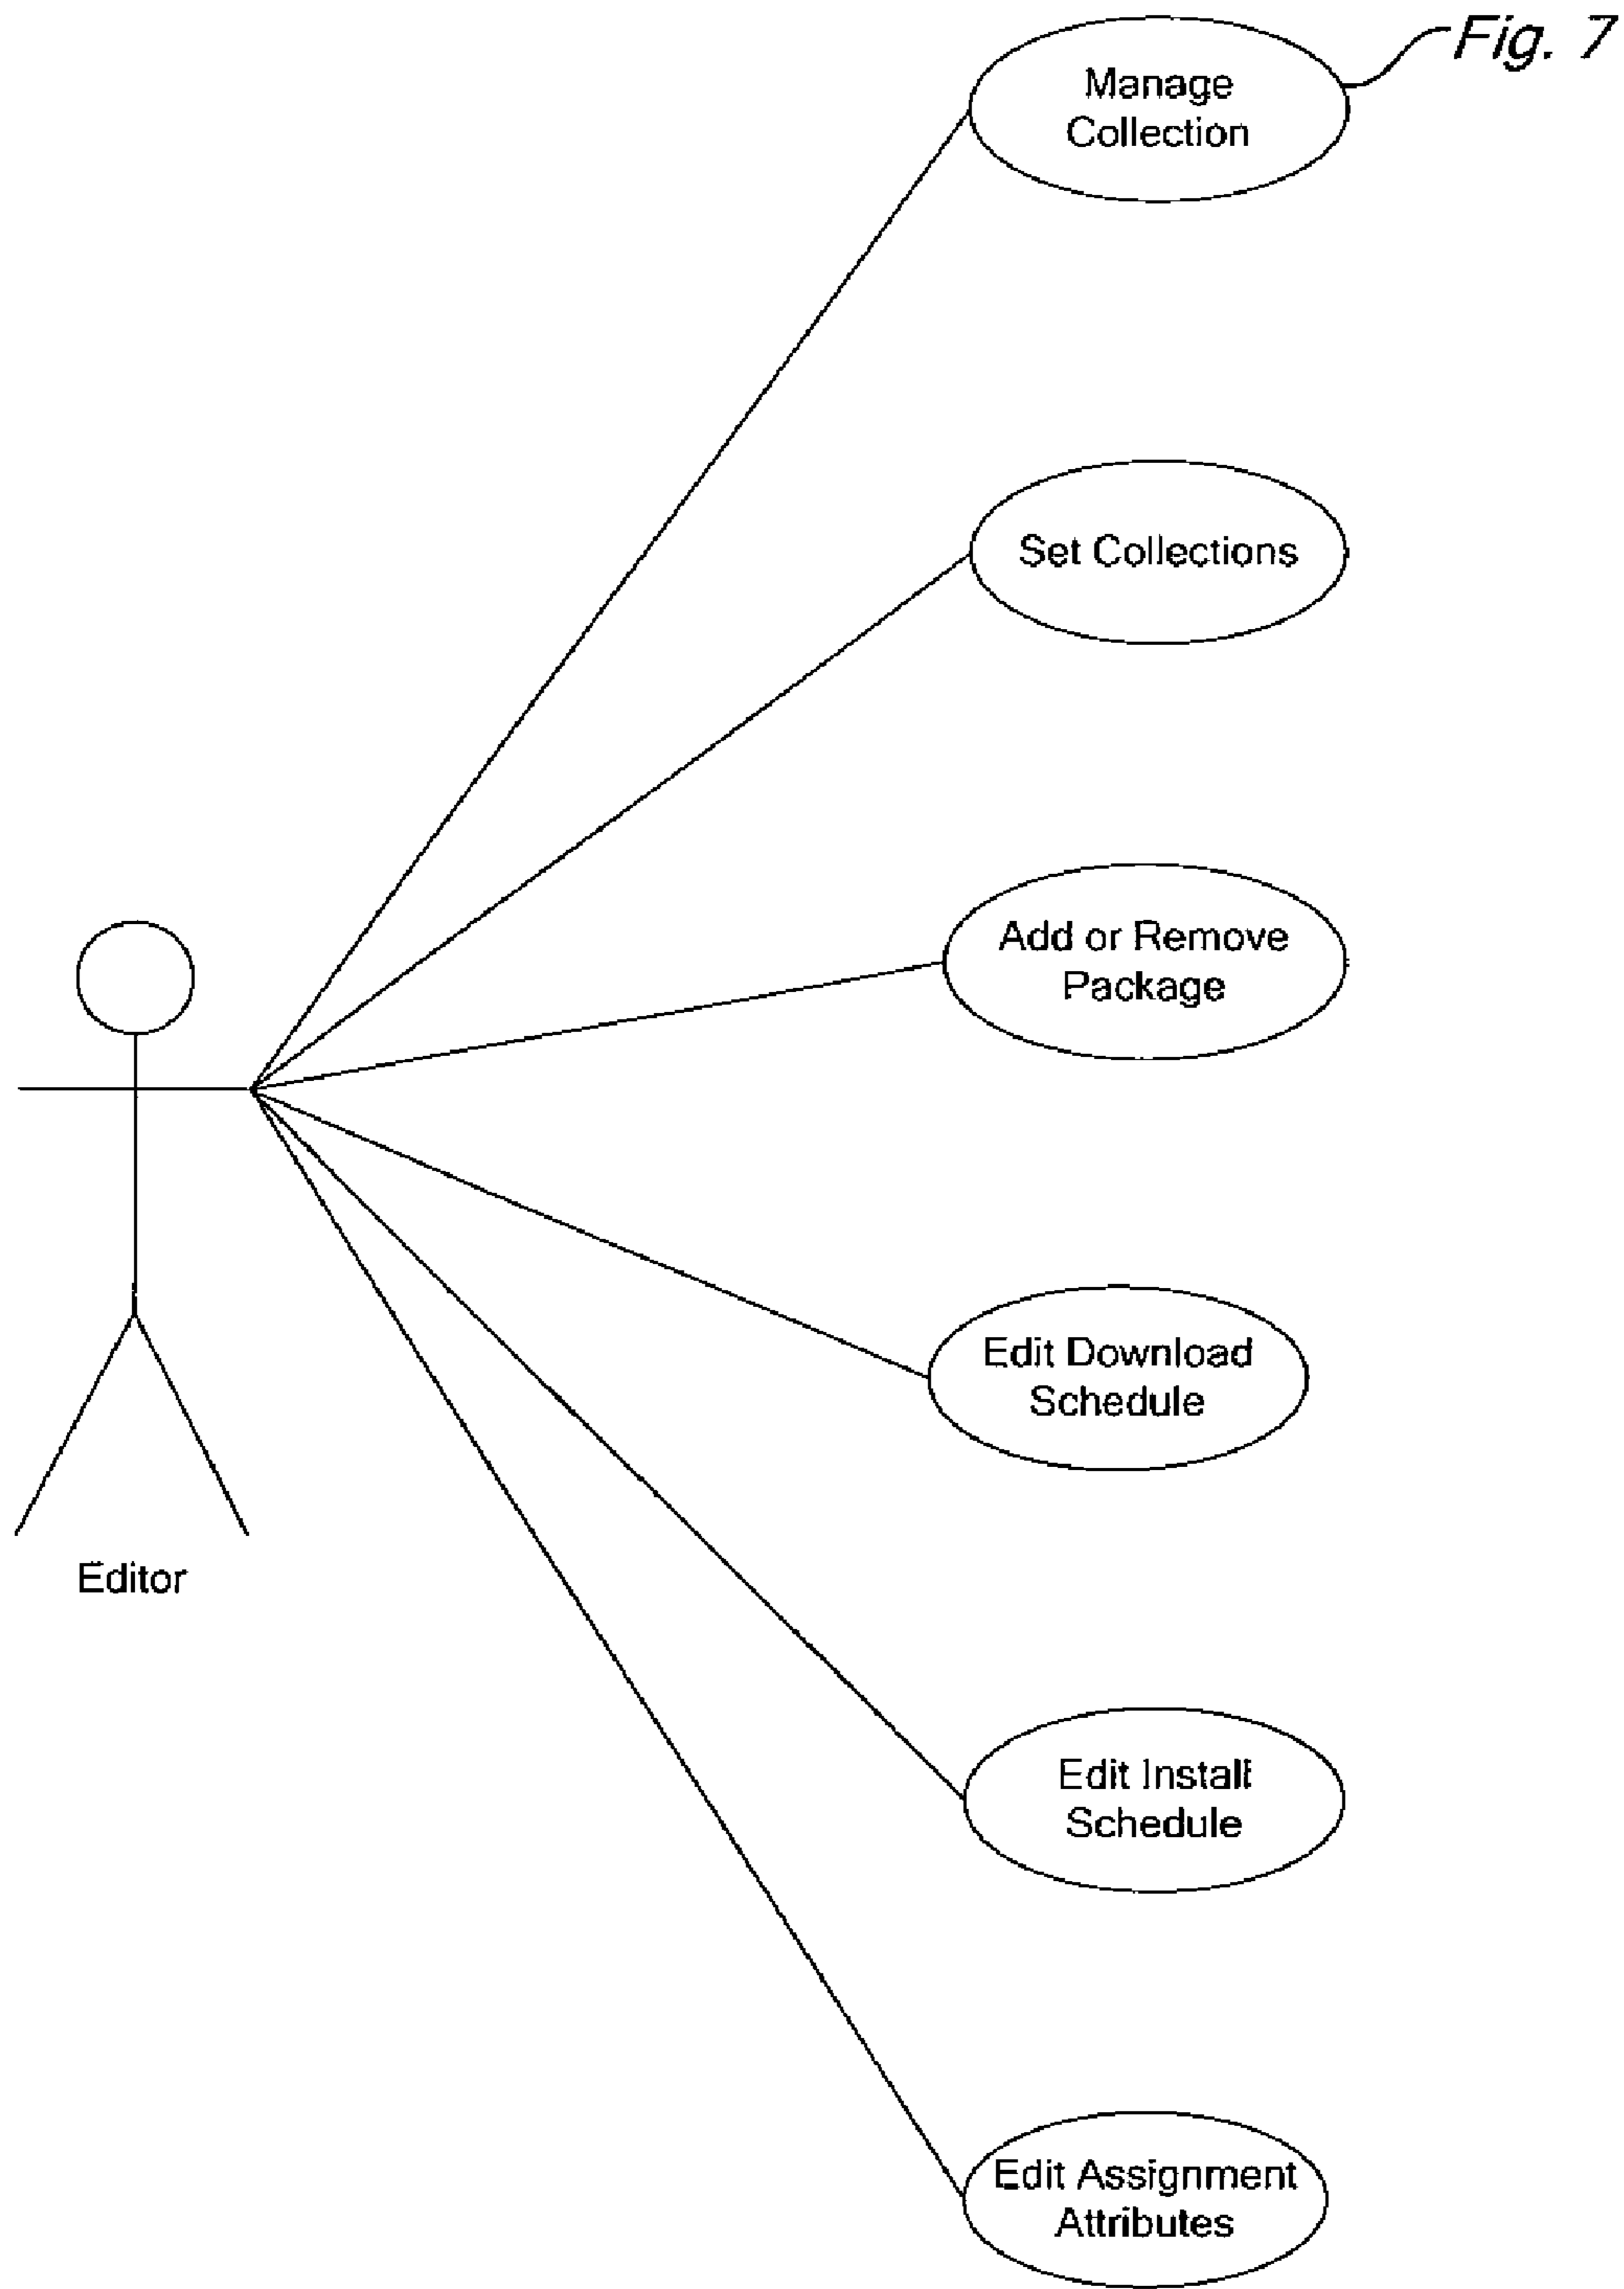 Fig. 7
Manage
Collection
Set Collections
Add or Remove
Package
Edit Download
Schedule
Editor
Edit Install
Schedule
Edit Assignment
Attributes